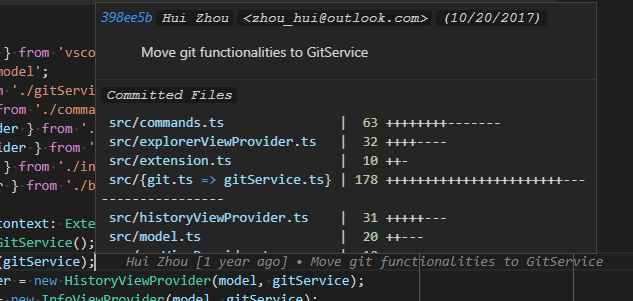 398ee5b Hui Zhou <zhou_hui@outlook.com> (10/20/2017)
} from 'vsco
Move git functionalities to GitService
model';
from './gitServi
from './comma
Committed Files
der } from '.
src/commands.ts | 63 ++++++++-------
ider } from '.
src/explorerViewProvider.ts | 32 ++++----
} from './in
src/extension.ts | 10 ++-
r } from './b
src/{git.ts => gitService.ts} | 178 ++++++++++++++++++++++++---
-----------------
src/historyViewProvider.ts | 31 +++++---
context: Exte
src/model.ts | 20 ++---
GitService();
(gitService); Hui Zhou [1 year ago] • Move git functionalities to GitService
er = new HistoryViewProvider(model, gitService);
= new InfoViewProvider(model, gitService);